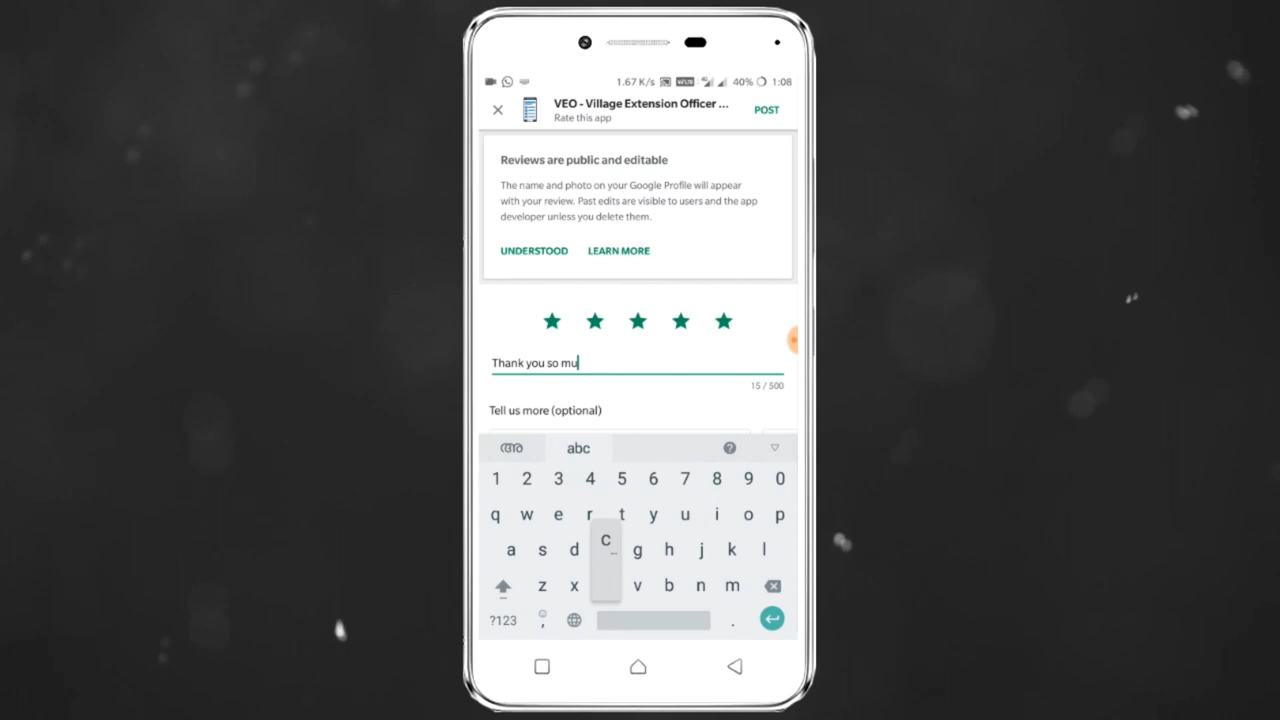 1.67 K/s 40% 1:08
VEO - Village Extension Officer ...
Rate this app
POST
Reviews are public and editable
The name and photo on your Google Profile will appear
with your review. Past edits are visible to users and the app
developer unless you delete them.
UNDERSTOOD LEARN MORE
Thank you so mu
15 / 500
Tell us more (optional)
അ abc
1 2 3 4 5 6 7 8 9 0
q w e r t y u i o p
a s d c g h j k l
z x v b n m
?123 , .